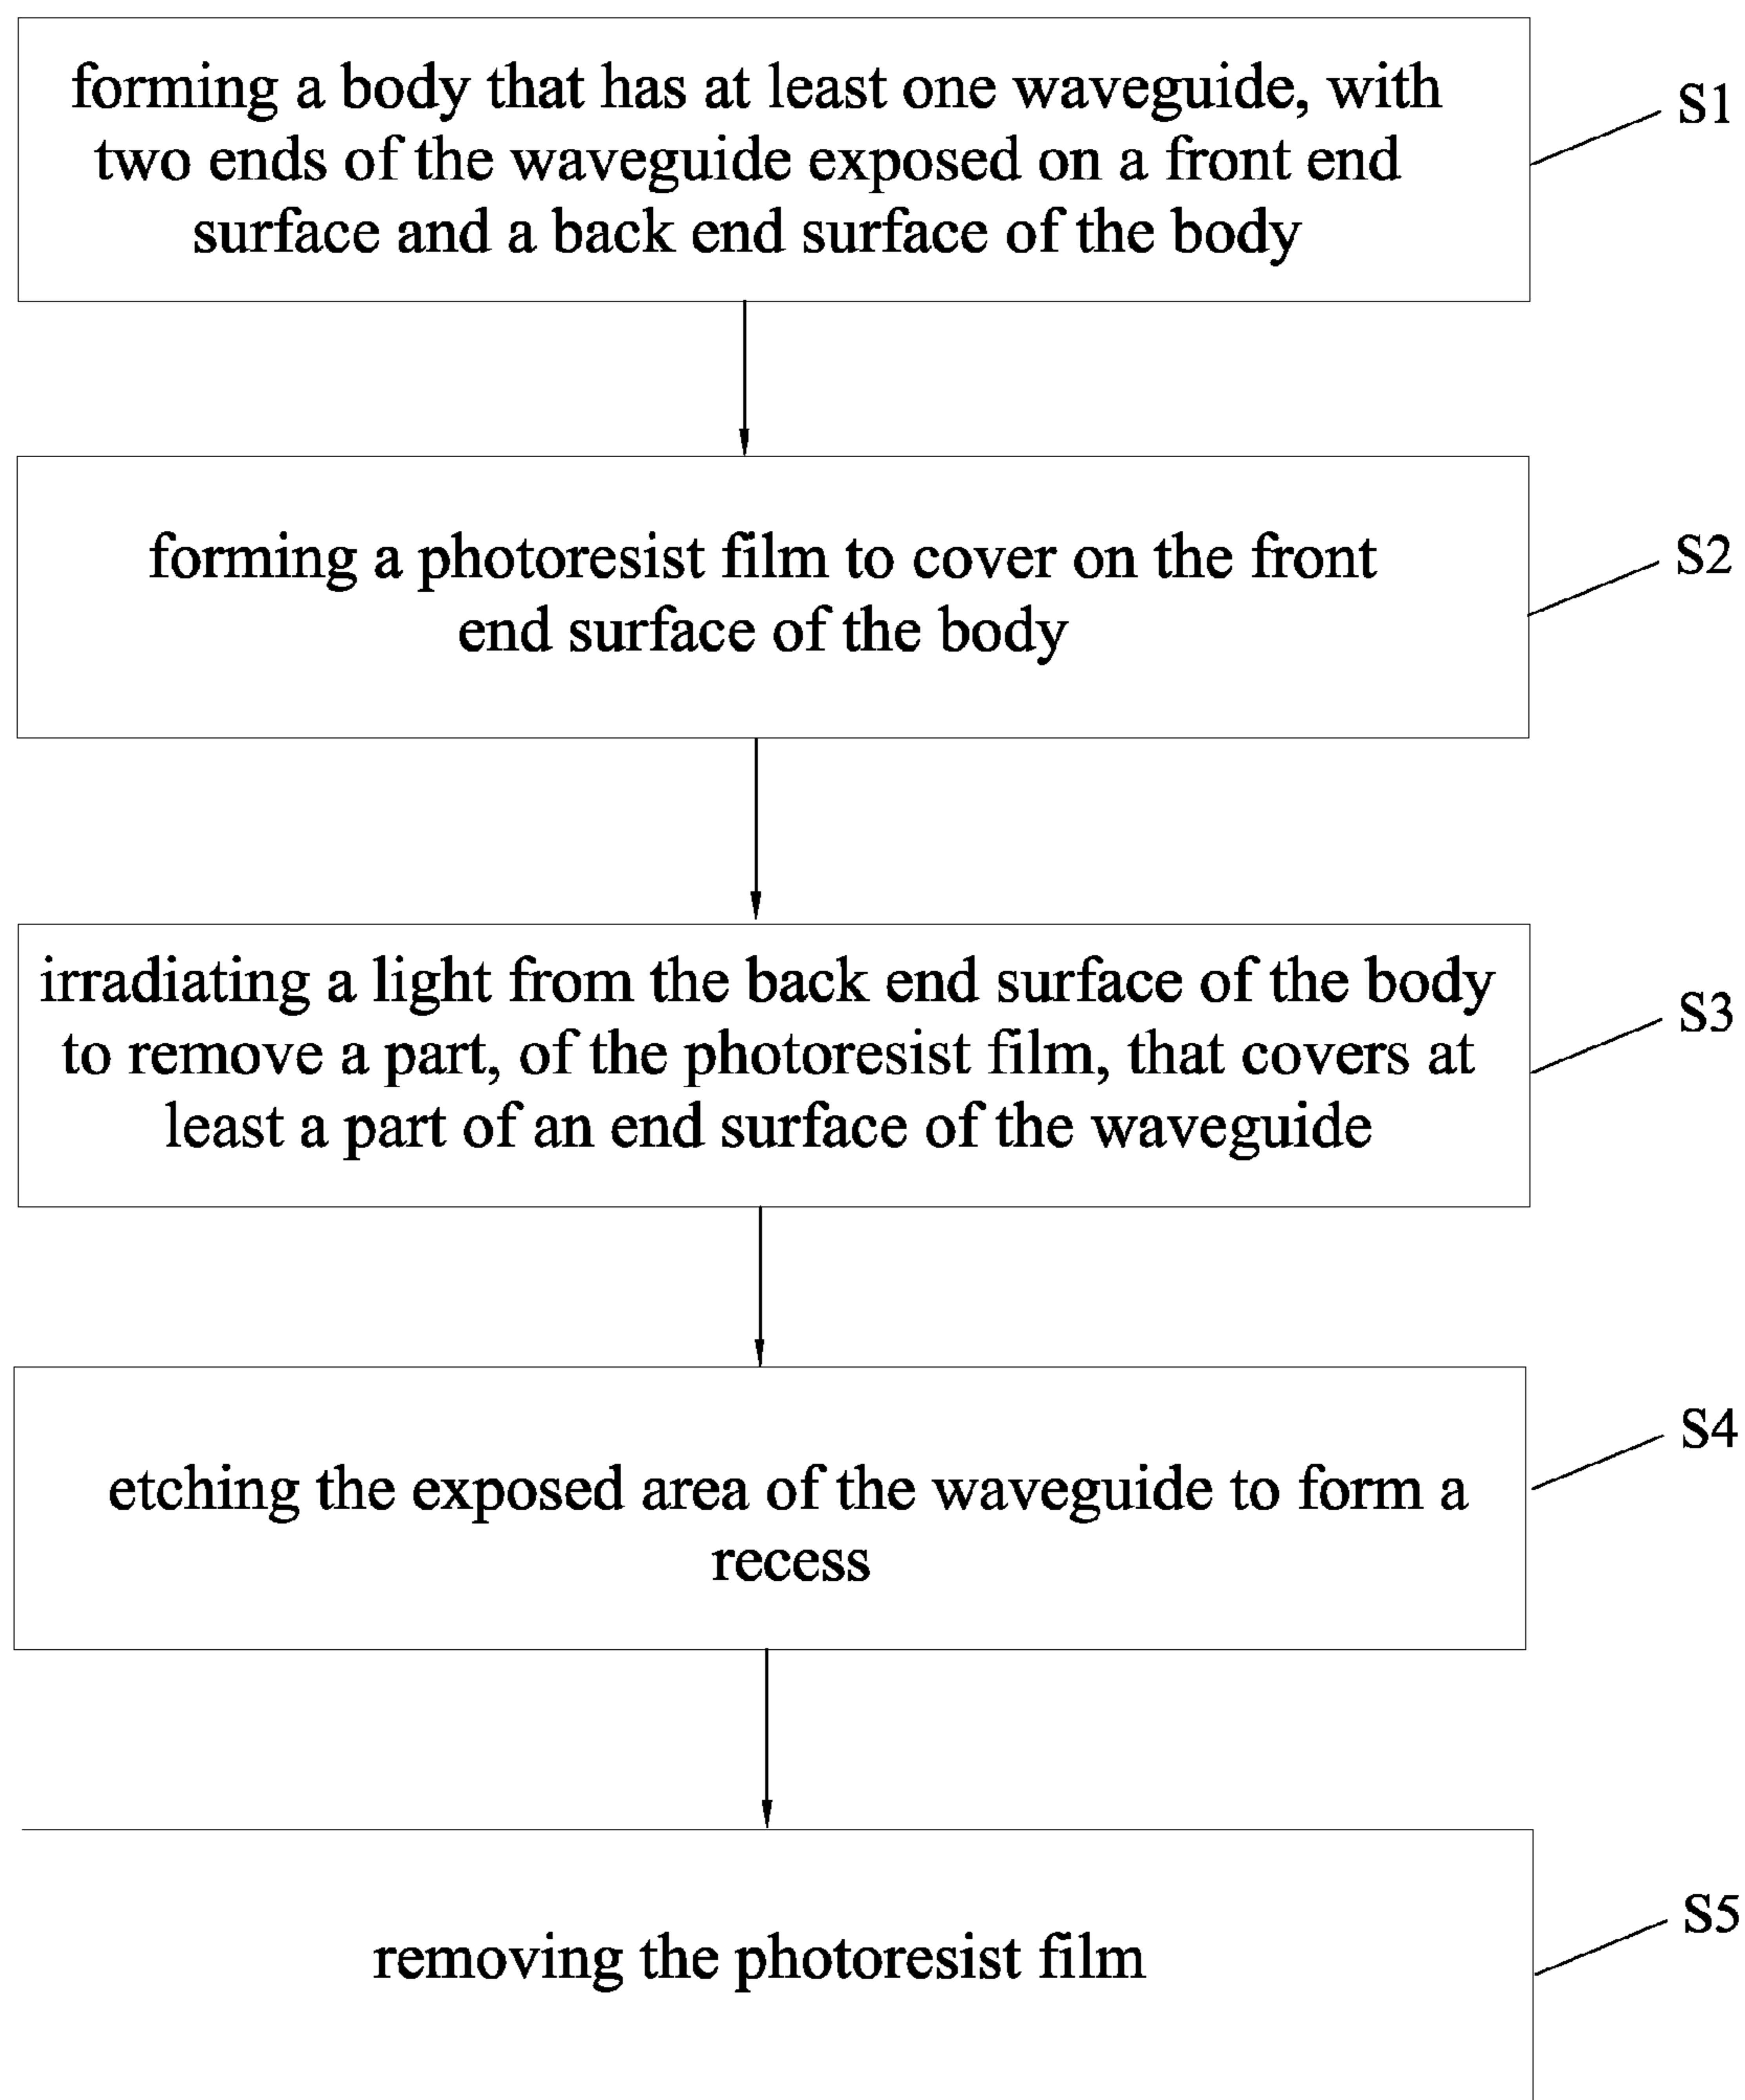 forming a body that has at least one waveguide, with
two ends of the waveguide exposed on a front end
surface and a back end surface of the body
S1
forming a photoresist film to cover on the front
end surface of the body
S2
irradiating a light from the back end surface of the body
to remove a part, of the photoresist film, that covers at
least a part of an end surface of the waveguide
S3
etching the exposed area of the waveguide to form a
recess
S4
removing the photoresist film
S5